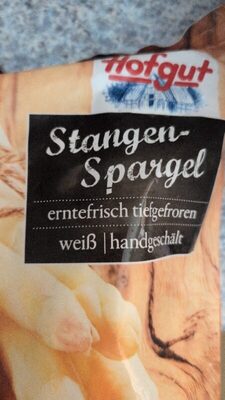 Hofgut
Stangen-
Spargel
erntefrisch tiefgefroren
weiß | handgeschält